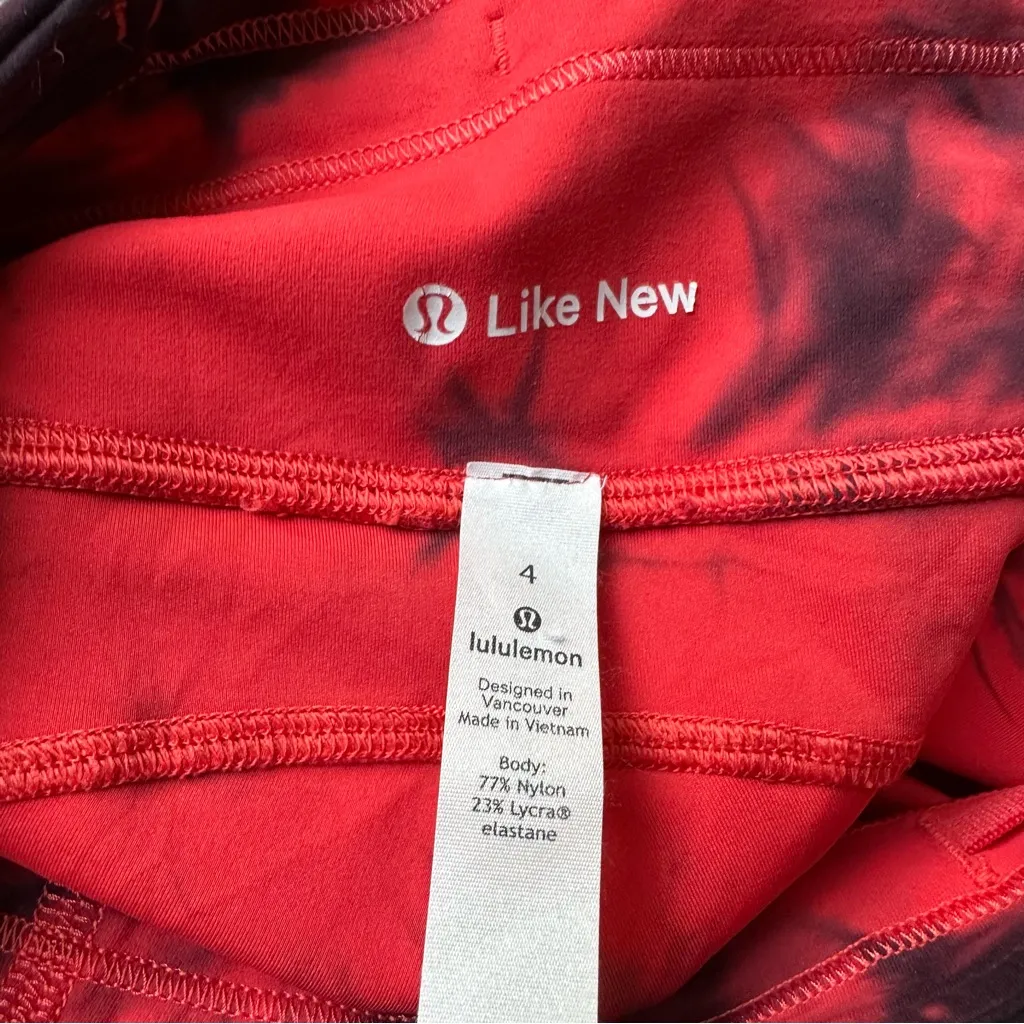 Like New
4
lululemon
Designed in
Vancouver
Made in Vietnam
Body:
77% Nylon
23% Lycra®
elastane